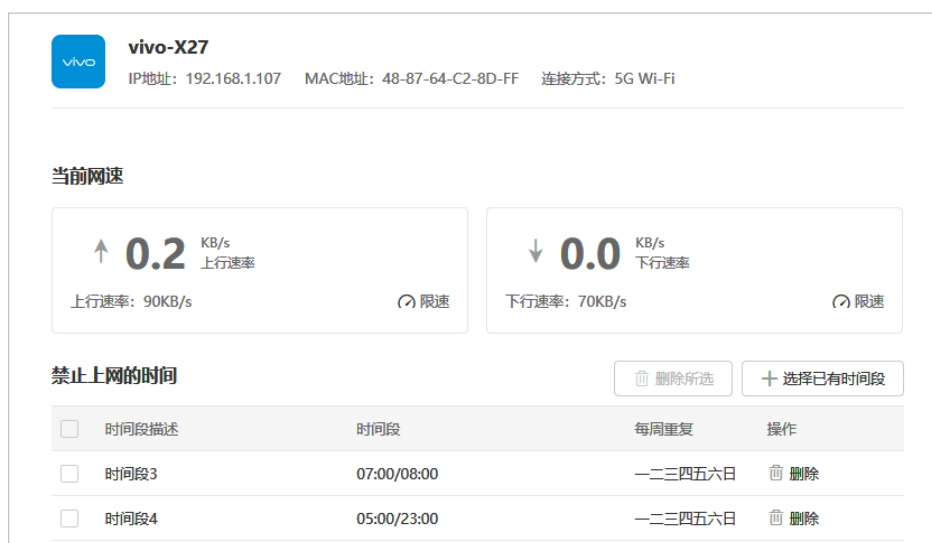 vivo
vivo-X27
IP地址：192.168.1.107 MAC地址：48-87-64-C2-8D-FF 连接方式：5G Wi-Fi
当前网速
0.2 KB/s 上行速率
0.0 KB/s 下行速率
上行速率：90KB/s 限速
下行速率：70KB/s 限速
禁止上网的时间 删除所选 选择已有时间段
时间段描述 时间段 每周重复 操作
时间段3 07:00/08:00 一二三四五六日 删除
时间段4 05:00/23:00 一二三四五六日 删除